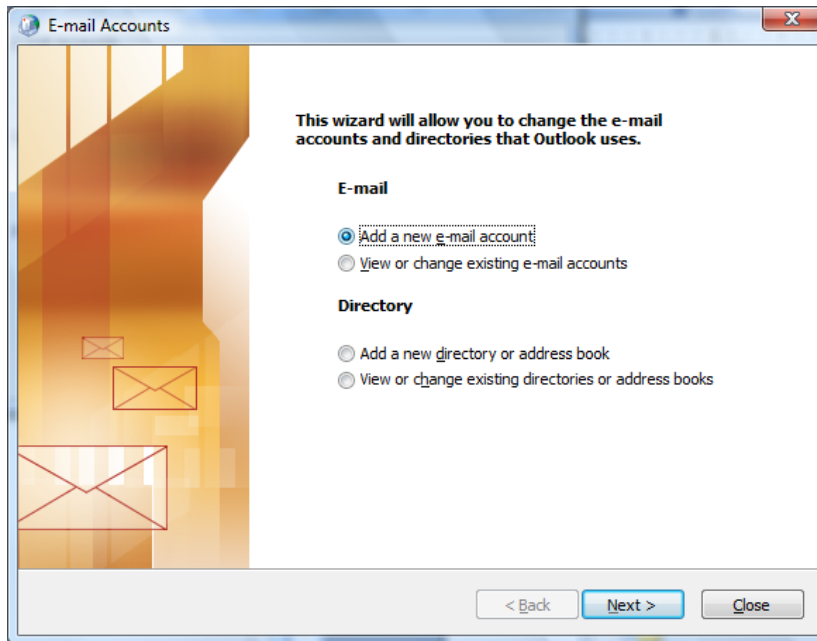 E-mail Accounts
This wizard will allow you to change the e-mail
accounts and directories that Outlook uses.
E-mail
Add a new e-mail account
View or change existing e-mail accounts
Directory
Add a new directory or address book
View or change existing directories or address books
< Back Next > Close